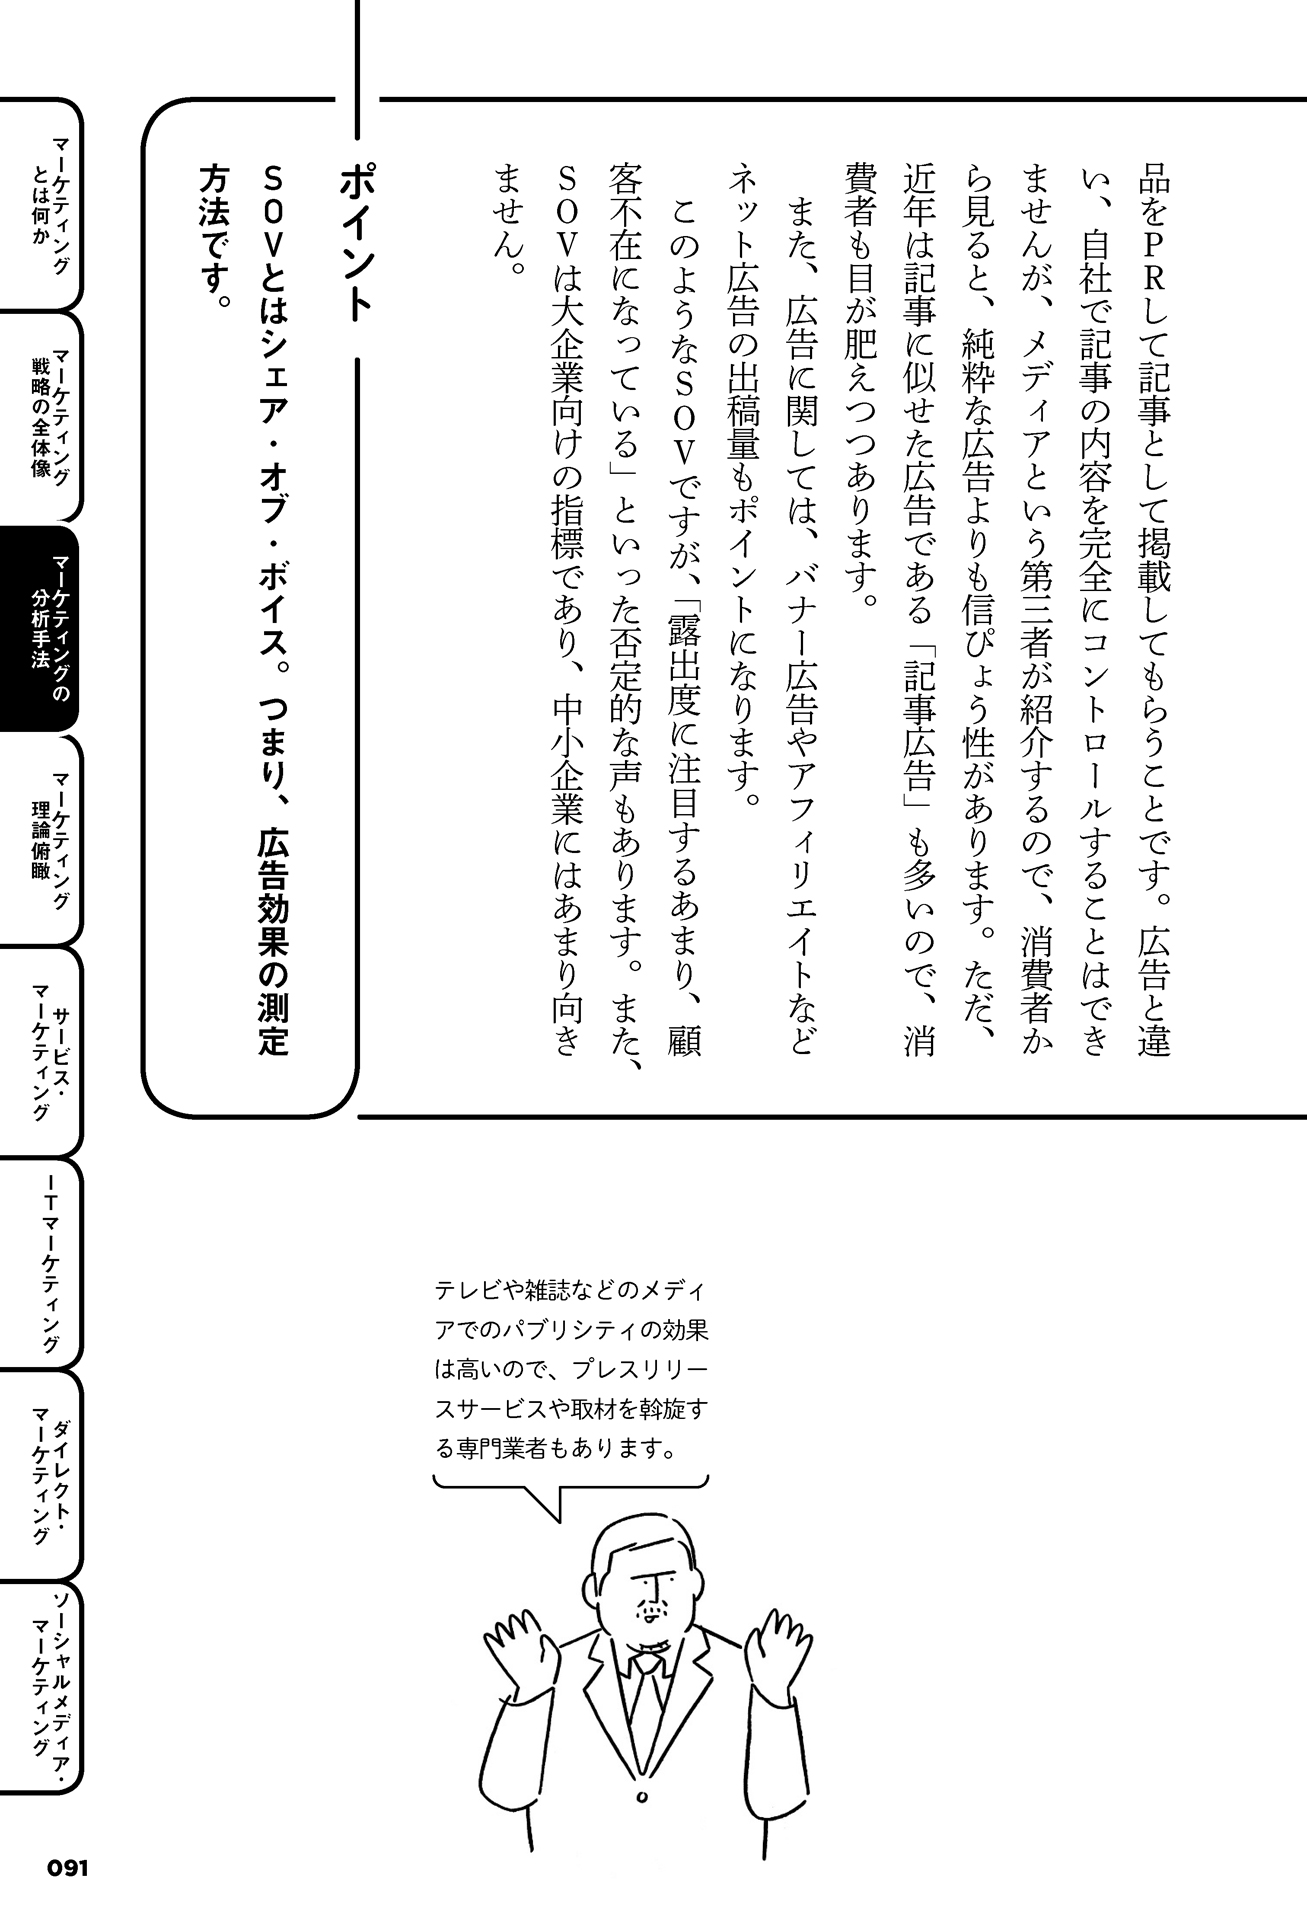 品をPRして記事として掲載してもらうことです。広告と違
い、自社で記事の内容を完全にコントロールすることはでき
ませんが、メディアという第三者が紹介するので、消費者か
ら見ると、純粋な広告よりも信ぴょう性があります。ただ、
近年は記事に似せた広告である「記事広告」も多いので、消
費者も目が肥えつつあります。
また、広告に関しては、バナー広告やアフィリエイトなど
ネット広告の出稿量もポイントになります。
このようなSOVですが、「露出度に注目するあまり、顧
客不在になっている」といった否定的な声もあります。また、
SOVは大企業向けの指標であり、中小企業にはあまり向き
ません。
ポイント
SOVとはシェア・オブ・ボイス。つまり、広告効果の測定
方法です。
テレビや雑誌などのメディ
アでのパブリシティの効果
は高いので、プレスリリー
スサービスや取材を斡旋す
る専門業者もあります。
マーケティング
とは何か
マーケティング
戦略の全体像
マーケティングの
分析手法
マーケティング
理論俯瞰
サービス・
マーケティング
ITマーケティング
ダイレクト・
マーケティング
ソーシャルメディア・
マーケティング
091